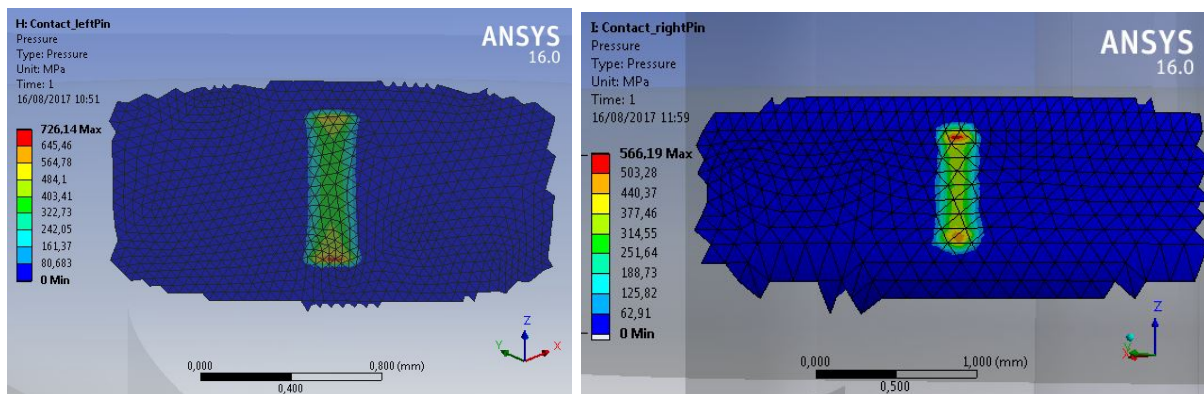 H: Contact_leftPin
Pressure
Type: Pressure
Unit: MPa
Time: 1
16/08/2017 10:51
ANSYS
16.0
726,14 Max
645,46
564,78
484,1
403,41
322,73
242,05
161,37
80,683
0 Min
Z
Y
X
0,000
0,800 (mm)
0,400
I: Contact_rightPin
Pressure
Type: Pressure
Unit: MPa
Time: 1
16/08/2017 11:59
ANSYS
16.0
566,19 Max
503,28
440,37
377,46
314,55
251,64
188,73
125,82
62,91
0 Min
Z
X
0,000
1,000 (mm)
0,500